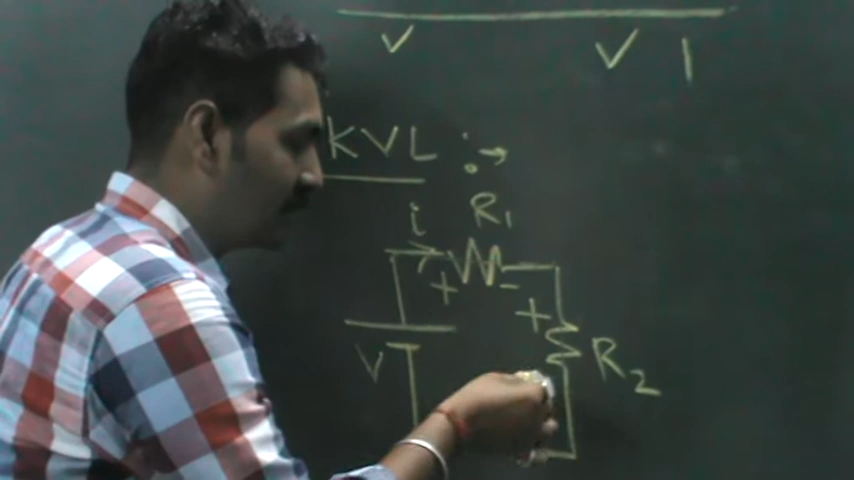 V V I
KVL :→
i R1
+ -
+
V R2